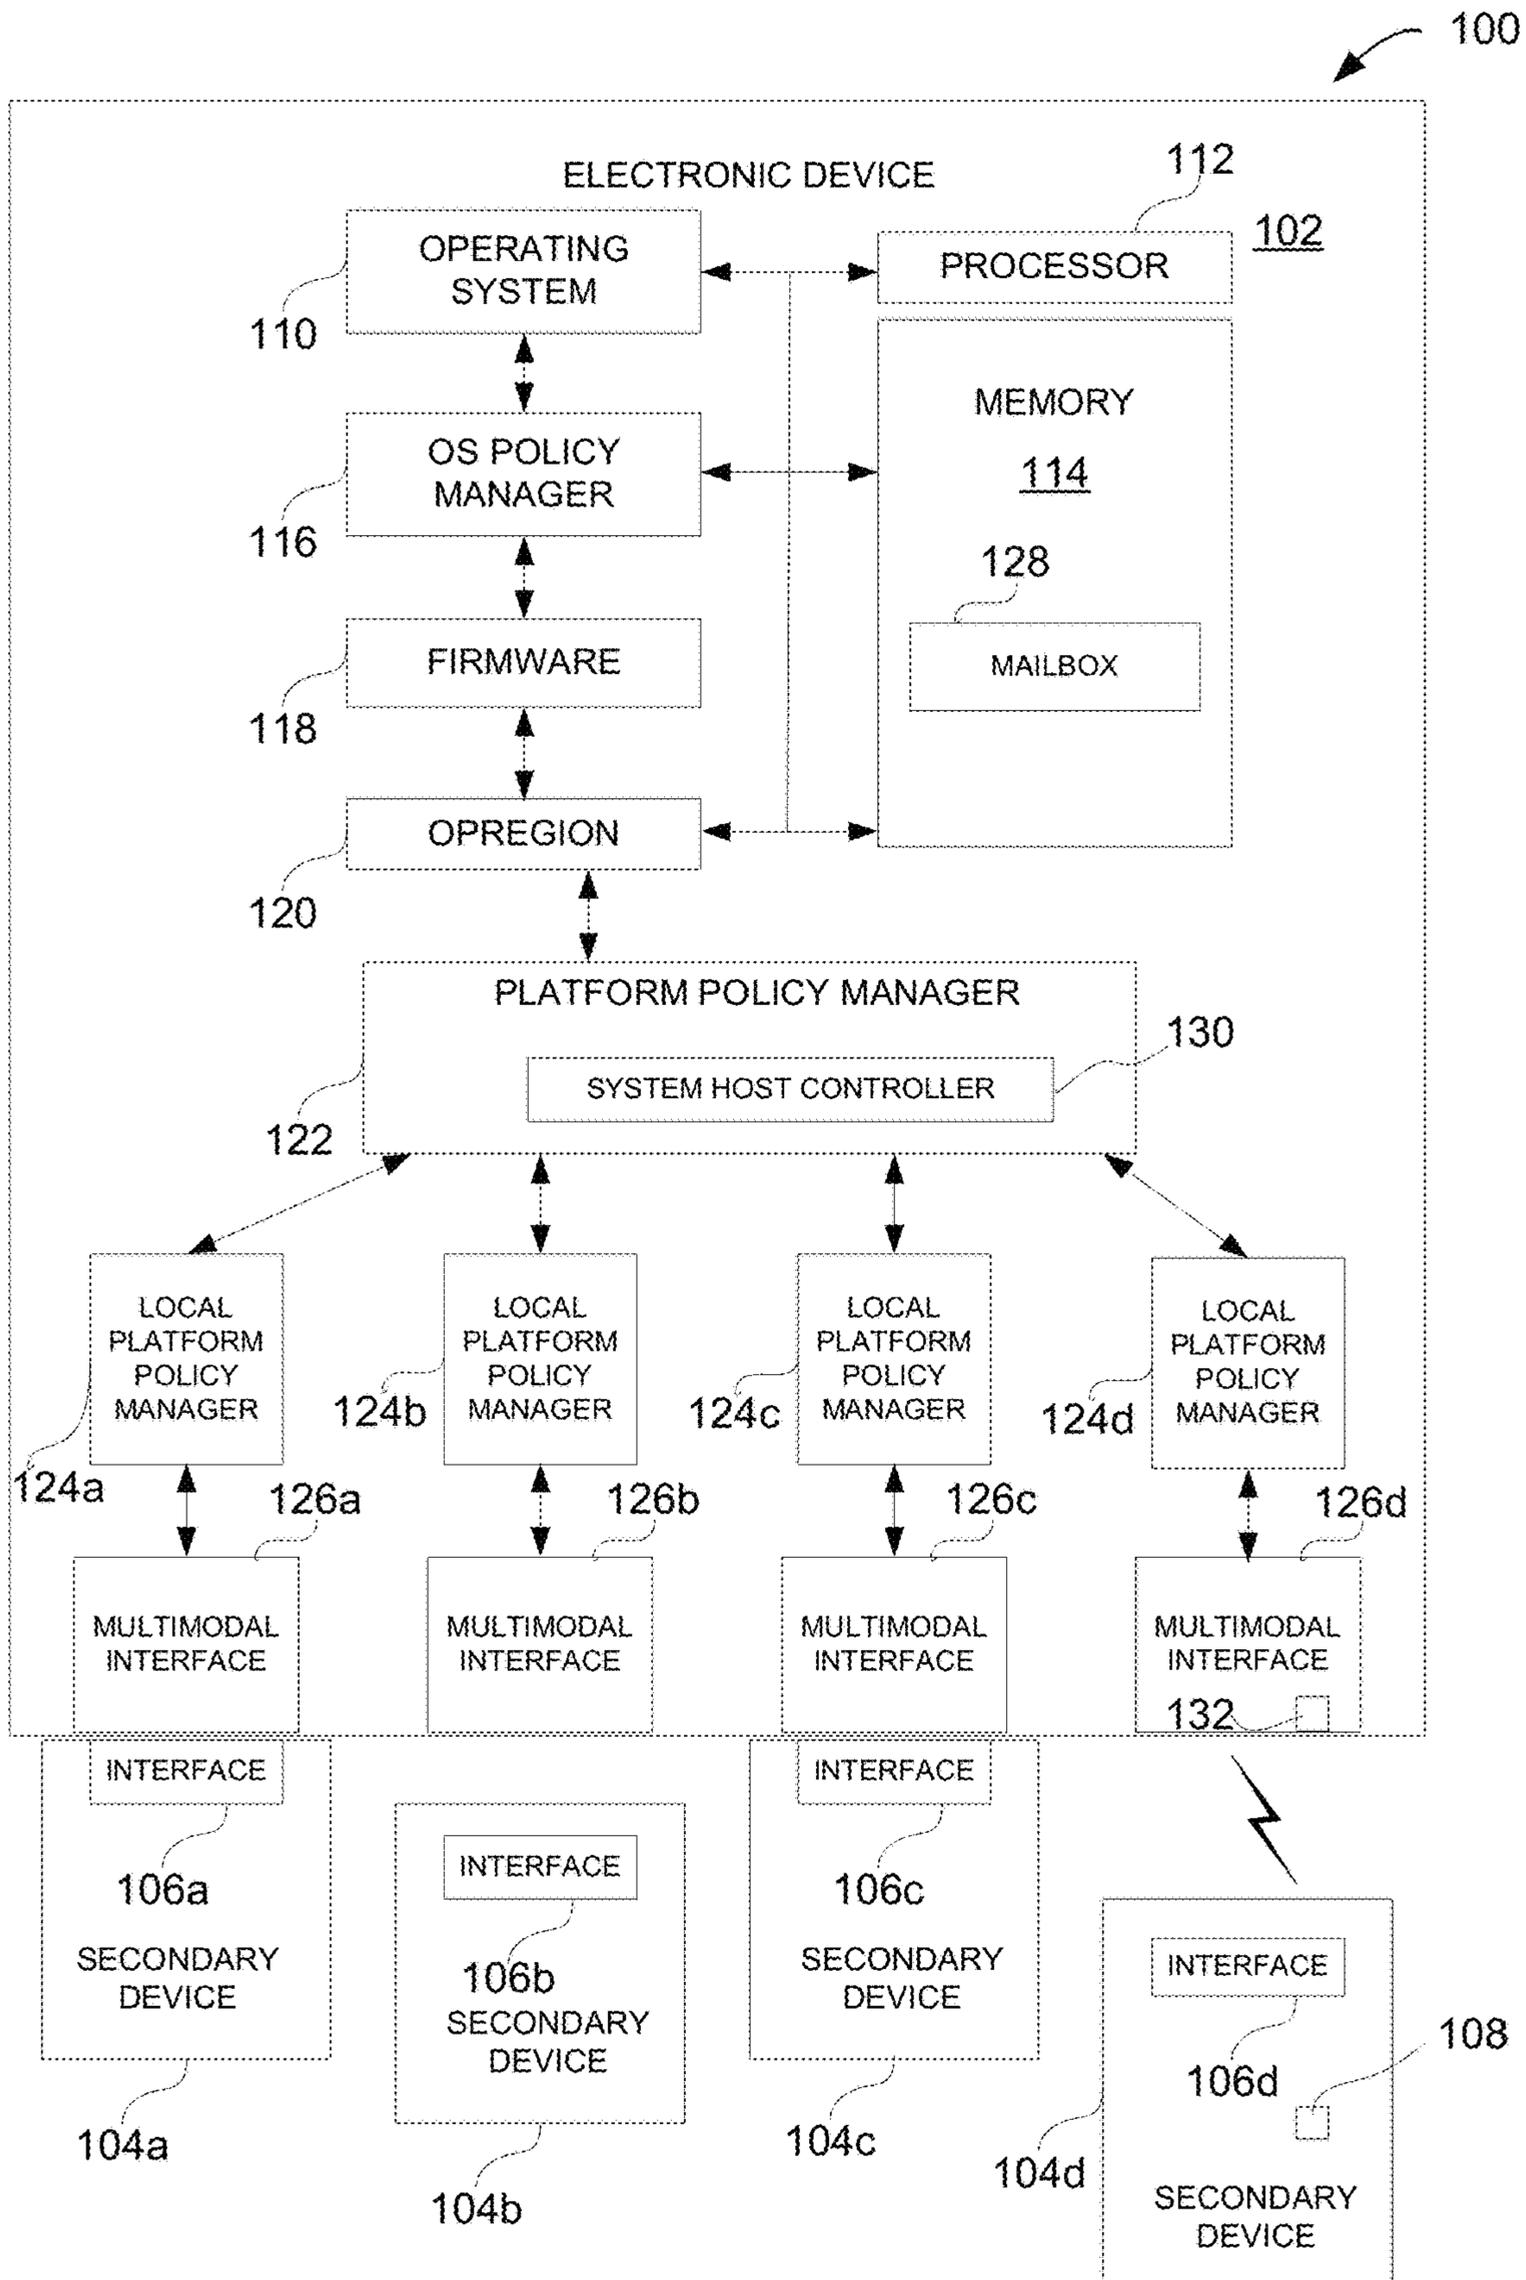 100
ELECTRONIC DEVICE
112
102
OPERATING
SYSTEM
PROCESSOR
110
MEMORY
114
OS POLICY
MANAGER
116
128
MAILBOX
FIRMWARE
118
OPREGION
120
PLATFORM POLICY MANAGER
130
SYSTEM HOST CONTROLLER
122
LOCAL
PLATFORM
POLICY
MANAGER
124a
LOCAL
PLATFORM
POLICY
MANAGER
124b
LOCAL
PLATFORM
POLICY
MANAGER
124c
LOCAL
PLATFORM
POLICY
MANAGER
124d
126a
126b
126c
126d
MULTIMODAL
INTERFACE
MULTIMODAL
INTERFACE
MULTIMODAL
INTERFACE
MULTIMODAL
INTERFACE
132
INTERFACE
106a
SECONDARY
DEVICE
104a
INTERFACE
106b
SECONDARY
DEVICE
104b
INTERFACE
106c
SECONDARY
DEVICE
104c
INTERFACE
106d
108
SECONDARY
DEVICE
104d